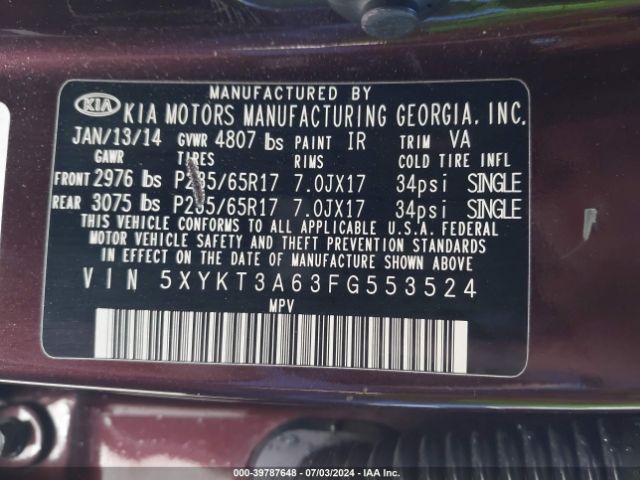 MANUFACTURED BY
KIA KIA MOTORS MANUFACTURING GEORGIA, INC.
JAN/13/14 GVWR 4807 lbs PAINT IR TRIM VA
GAWR TIRES RIMS COLD TIRE INFL
FRONT 2976 lbs P235/65R17 7.0JX17 34psi SINGLE
REAR 3075 lbs P235/65R17 7.0JX17 34psi SINGLE
THIS VEHICLE CONFORMS TO ALL APPLICABLE U.S.A. FEDERAL
MOTOR VEHICLE SAFETY AND THEFT PREVENTION STANDARDS
IN EFFECT ON THE DATE OF MANUFACTURE SHOWN ABOVE.
VIN 5XYKT3A63FG553524
MPV
000-39787648 - 07/03/2024 - IAA Inc.